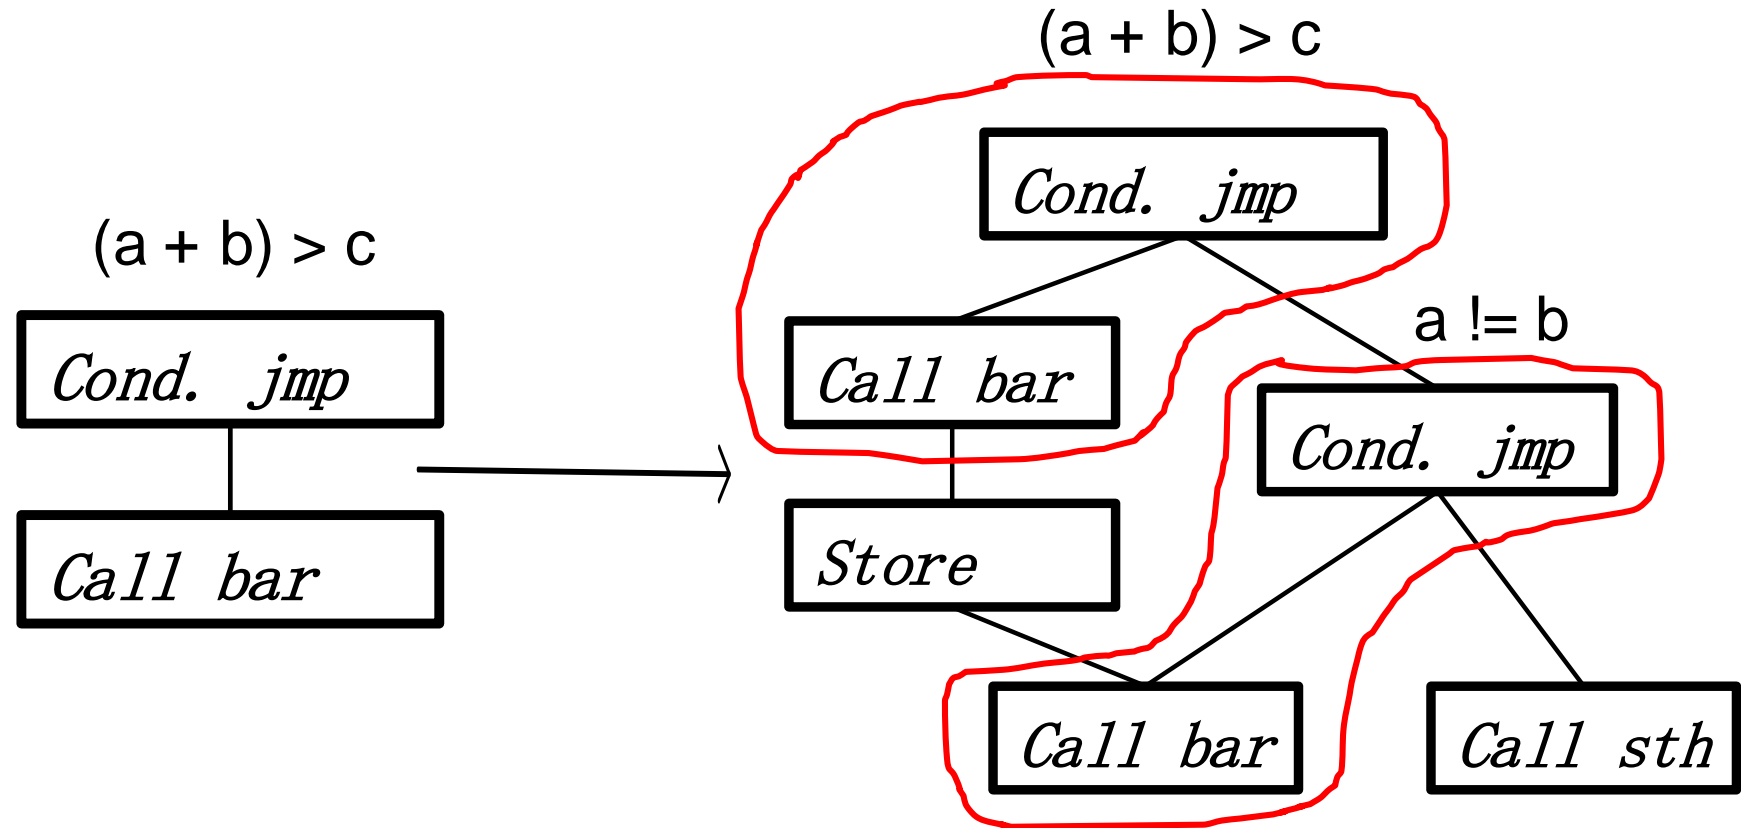 (a + b) > c
Cond. jmp
Call bar
(a + b) > c
Cond. jmp
Call bar
a != b
Cond. jmp
Store
Call bar
Call sth